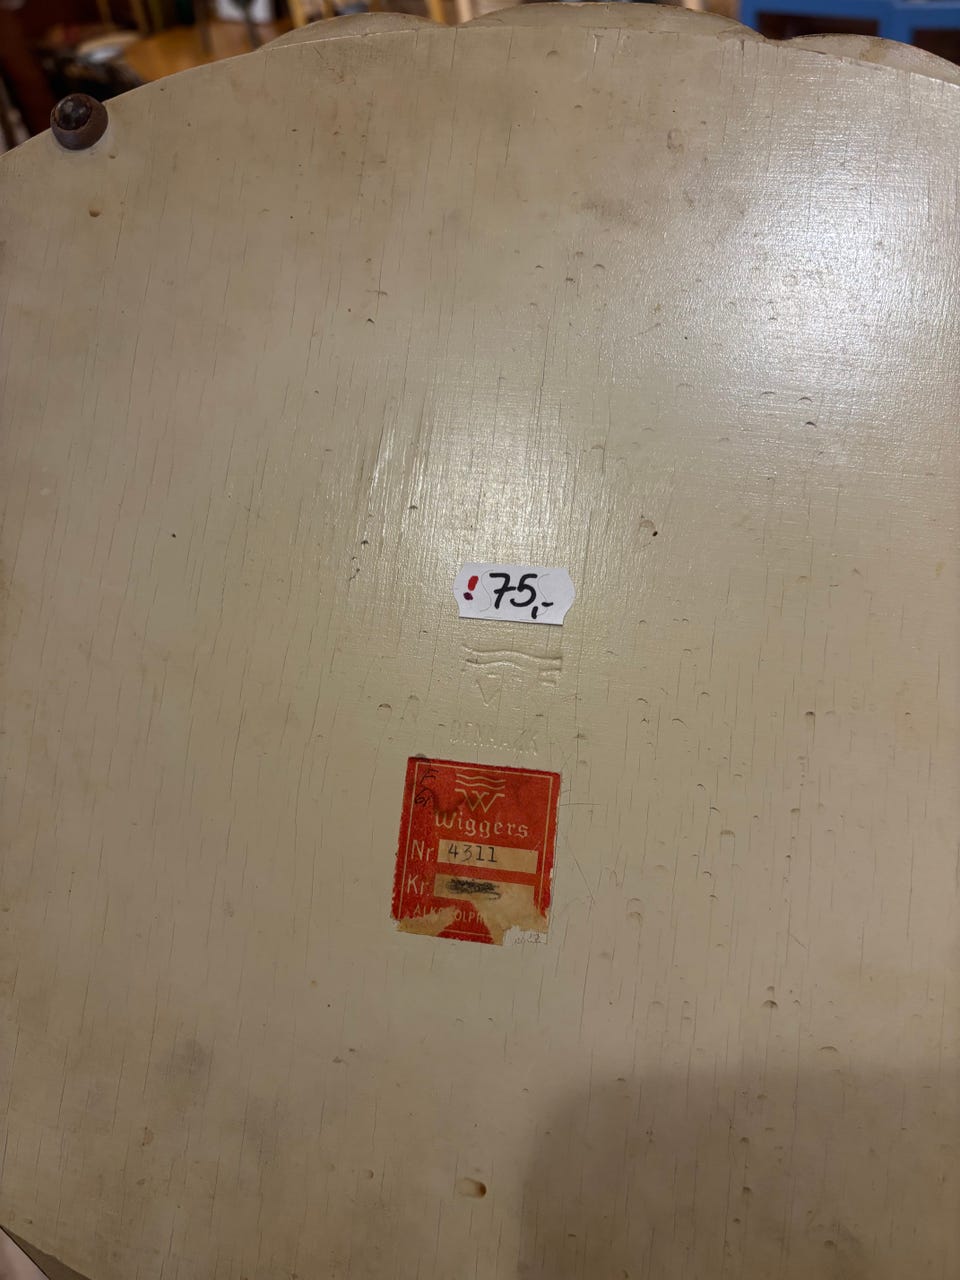 ! 75,-
DENMARK
W
Wiggers
Nr. 4311
Kr.